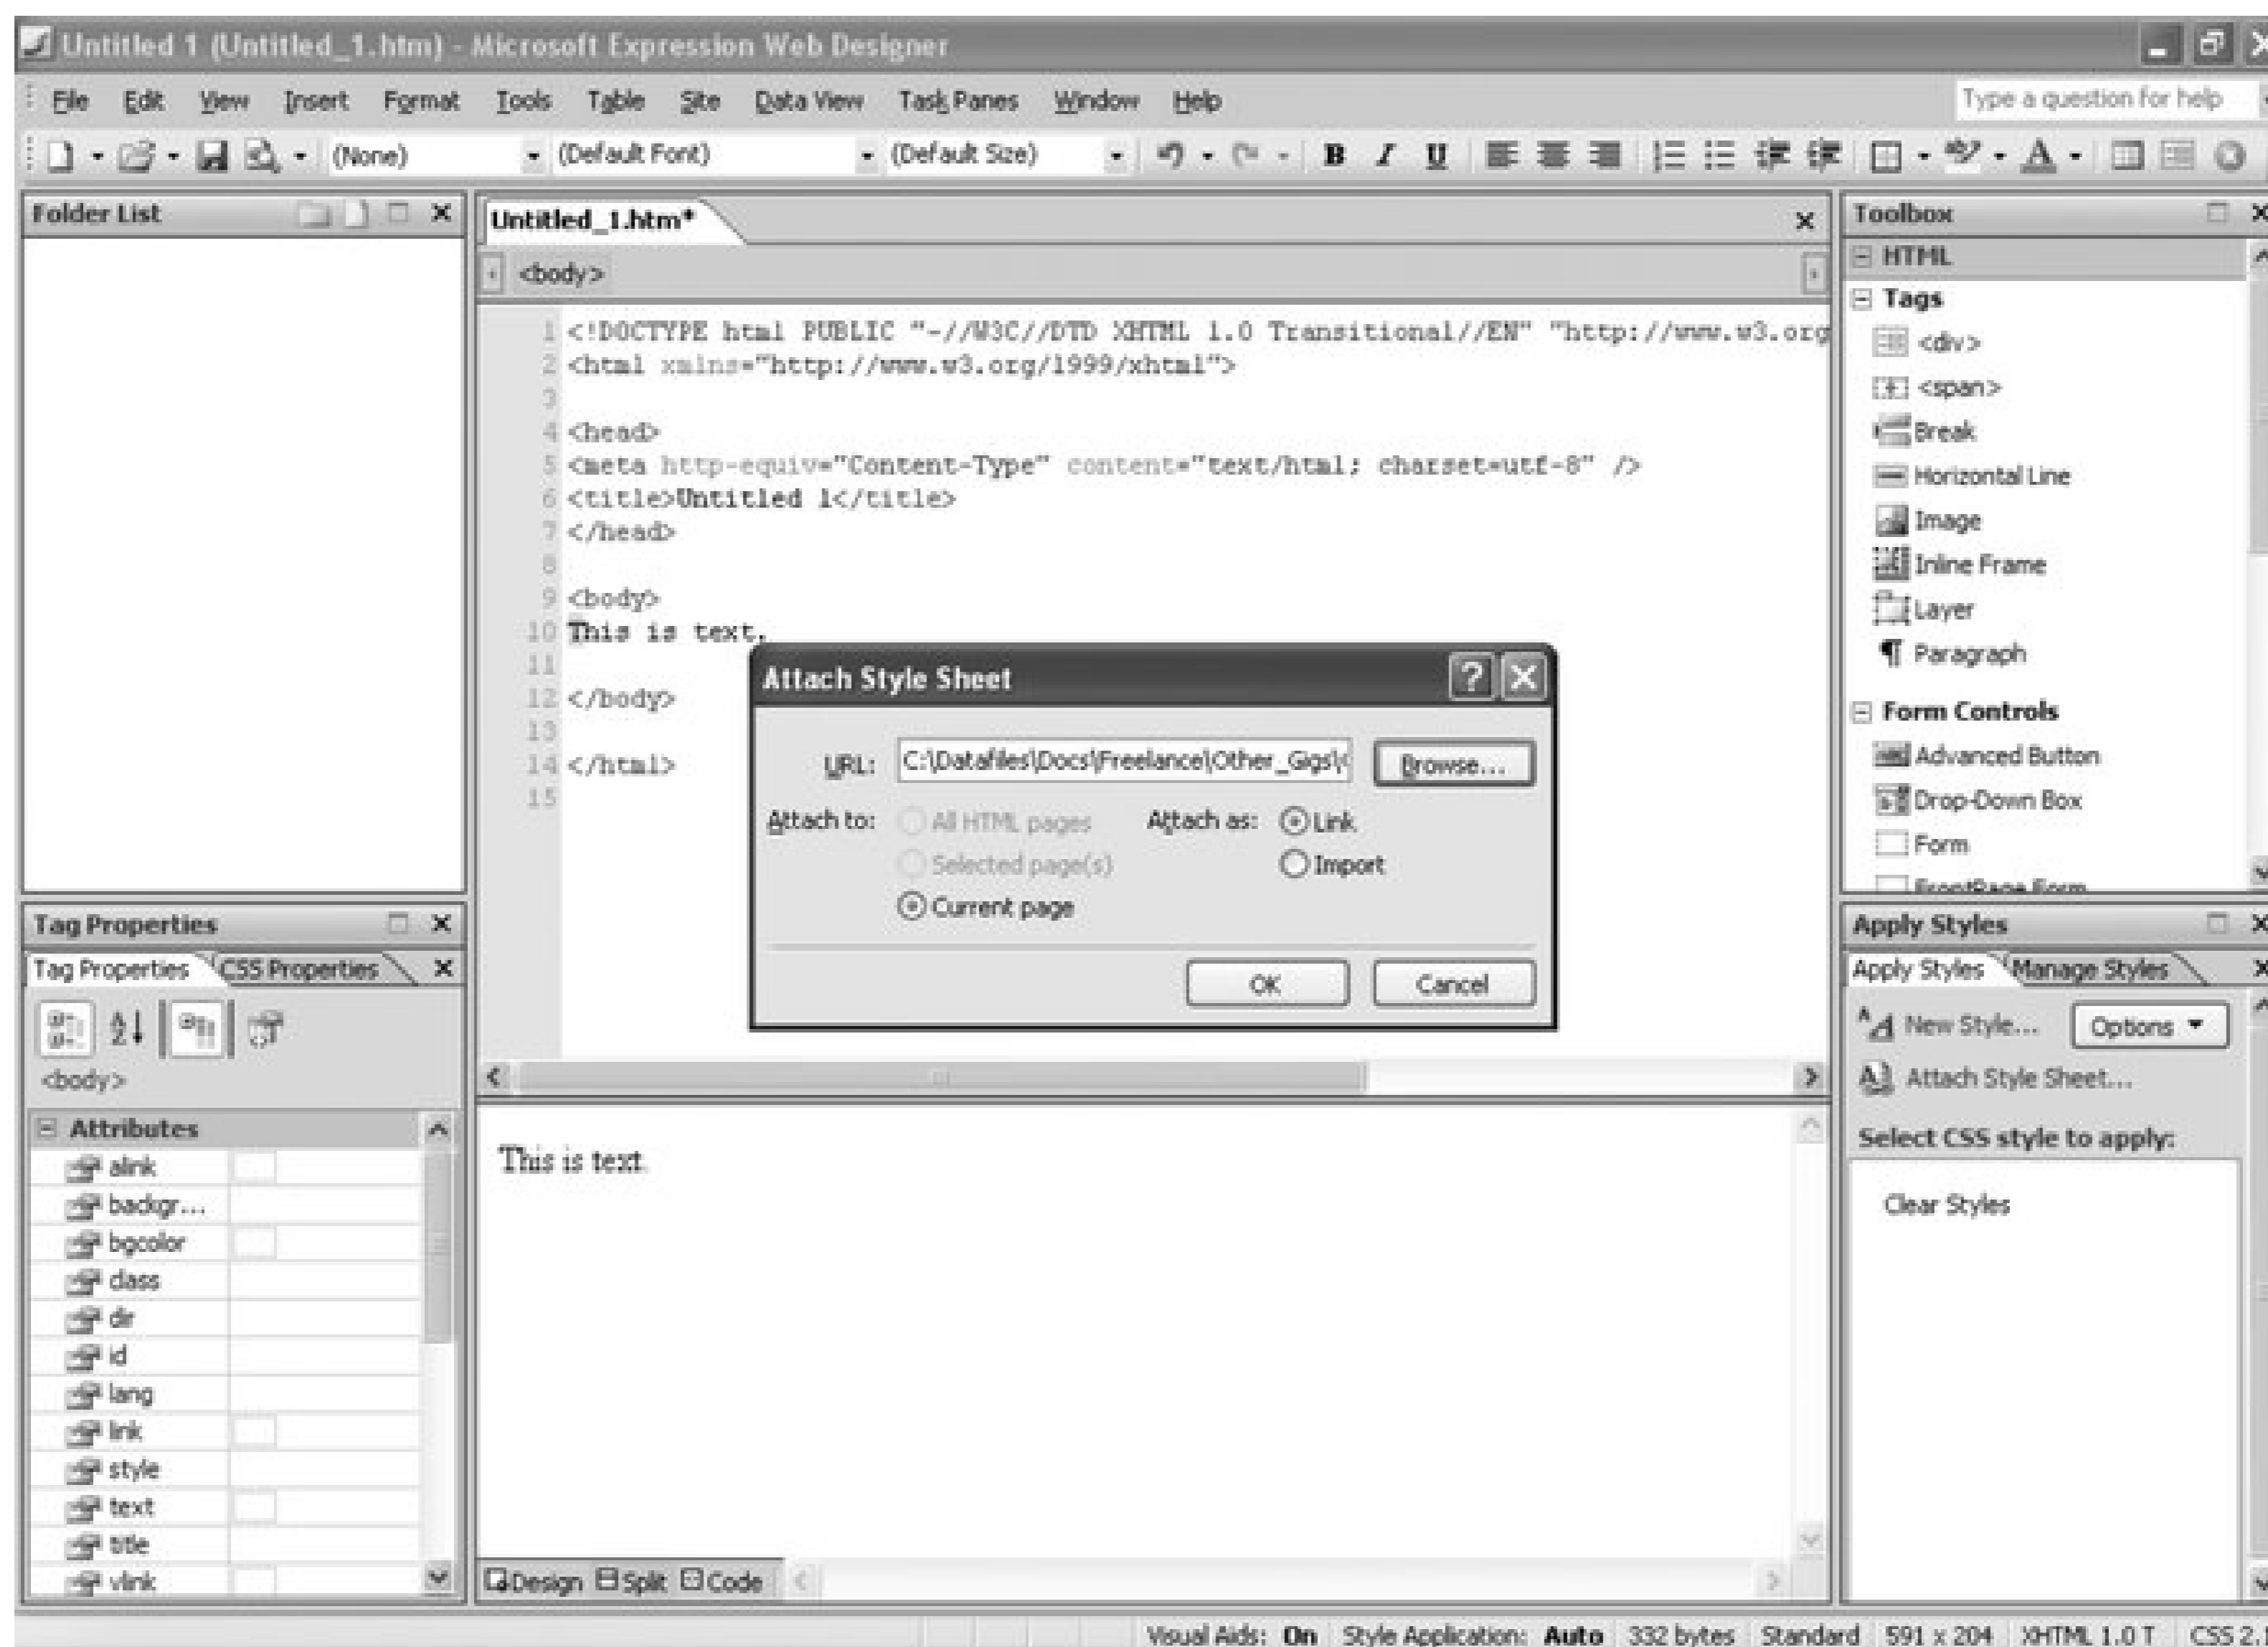 Untitled 1 (Untitled_1.htm) - Microsoft Expression Web Designer
File Edit View Insert Format Tools Table Site Data View Task Panes Window Help Type a question for help
(None) (Default Font) (Default Size) B I U
Folder List
Untitled_1.htm*
<body>
1 <!DOCTYPE html PUBLIC "-//W3C//DTD XHTML 1.0 Transitional//EN" "http://www.w3.org
2 <html xmlns="http://www.w3.org/1999/xhtml">
3
4 <head>
5 <meta http-equiv="Content-Type" content="text/html; charset=utf-8" />
6 <title>Untitled 1</title>
7 </head>
8
9 <body>
10 This is text.
11
12 </body>
13
14 </html>
15
Attach Style Sheet
URL: C:\Datafiles\Docs\Freelance\Other_Gigs\ Browse...
Attach to: All HTML pages Attach as: Link
Selected page(s) Import
Current page
OK Cancel
This is text.
Design Split Code
Toolbox
HTML
Tags
<div>
<span>
Break
Horizontal Line
Image
Inline Frame
Layer
Paragraph
Form Controls
Advanced Button
Drop-Down Box
Form
FrontPage Form
Tag Properties
Tag Properties CSS Properties
<body>
Attributes
alink
backgr...
bgcolor
class
dir
id
lang
link
style
text
title
vlink
Apply Styles
Apply Styles Manage Styles
New Style... Options
Attach Style Sheet...
Select CSS style to apply:
Clear Styles
Visual Aids: On Style Application: Auto 332 bytes Standard 591 x 204 XHTML 1.0 T CSS 2.